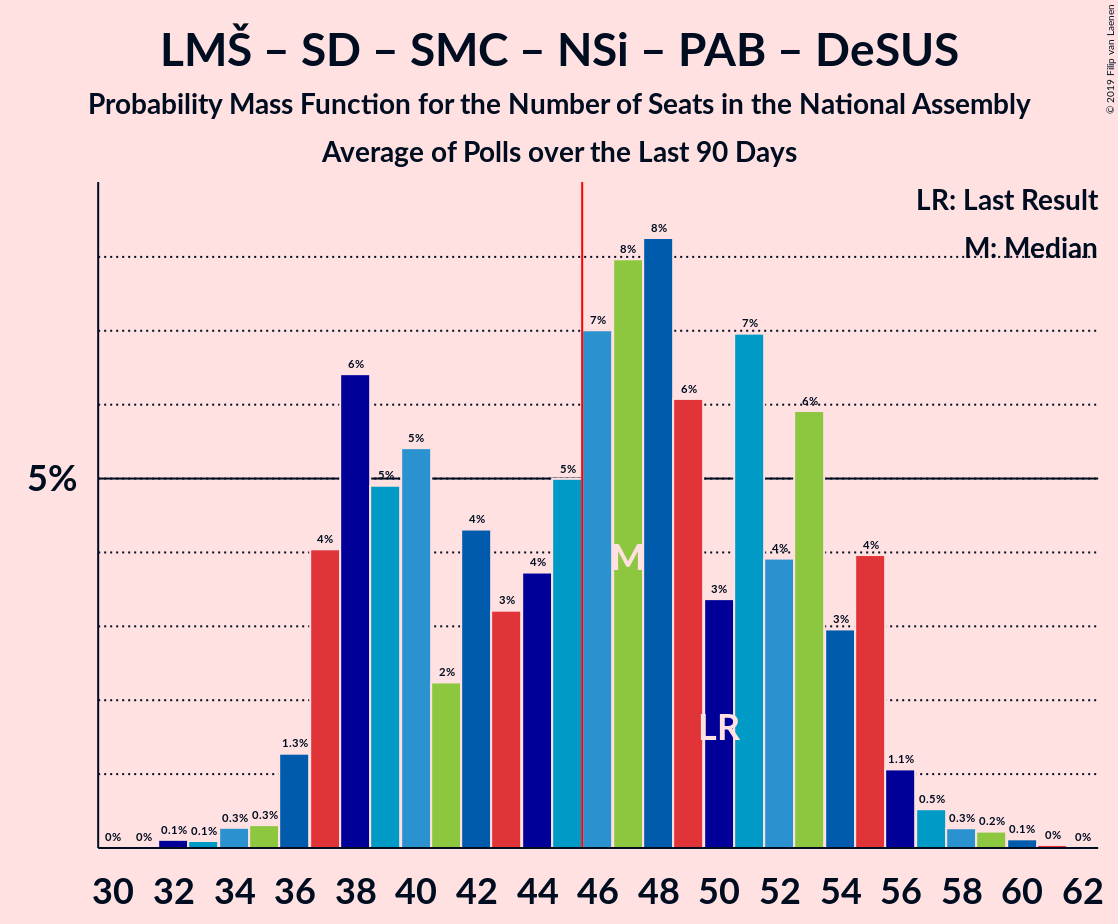 LMŠ – SD – SMC – NSi – PAB – DeSUS
Probability Mass Function for the Number of Seats in the National Assembly
Average of Polls over the Last 90 Days
© 2019 Filip van Laenen
LR: Last Result
M: Median
5%
0% 0% 0.1% 0.1% 0.3% 0.3% 1.3% 4% 6% 5% 5% 2% 4% 3% 4% 5% 7% 8% 8% 6% 3% 7% 4% 6% 3% 4% 1.1% 0.5% 0.3% 0.2% 0.1% 0% 0%
M
LR
30 32 34 36 38 40 42 44 46 48 50 52 54 56 58 60 62